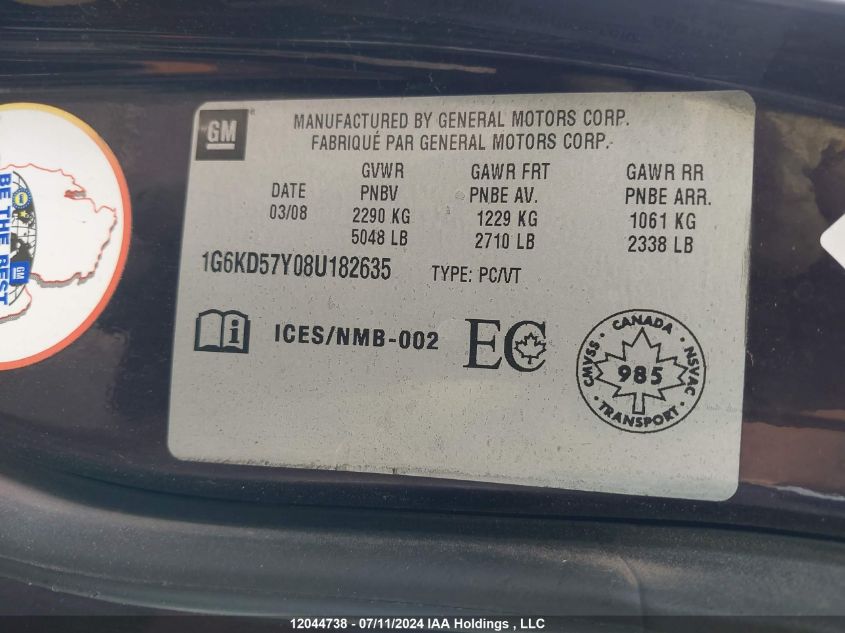 GM
MANUFACTURED BY GENERAL MOTORS CORP.
FABRIQUÉ PAR GENERAL MOTORS CORP.
GVWR GAWR FRT GAWR RR
DATE PNBV PNBE AV. PNBE ARR.
03/08 2290 KG 1229 KG 1061 KG
5048 LB 2710 LB 2338 LB
1G6KD57Y08U182635 TYPE: PC/VT
ICES/NMB-002 EC
CANADA
CMVSS 985 NSVAC
TRANSPORT
BE THE BEST
GM
12044738 - 07/11/2024 IAA Holdings , LLC